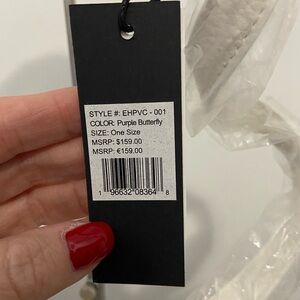 STYLE #: EHPVC - 001
COLOR: Purple Butterfly
SIZE: One Size
MSRP: $159.00
MSRP: €159.00
1 96632 08364 8